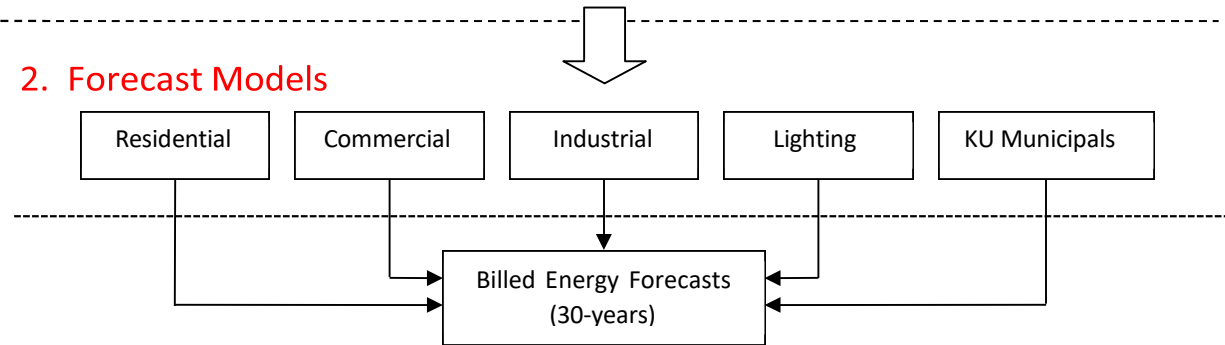 2. Forecast Models
Residential
Commercial
Industrial
Lighting
KU Municipals
Billed Energy Forecasts
(30-years)